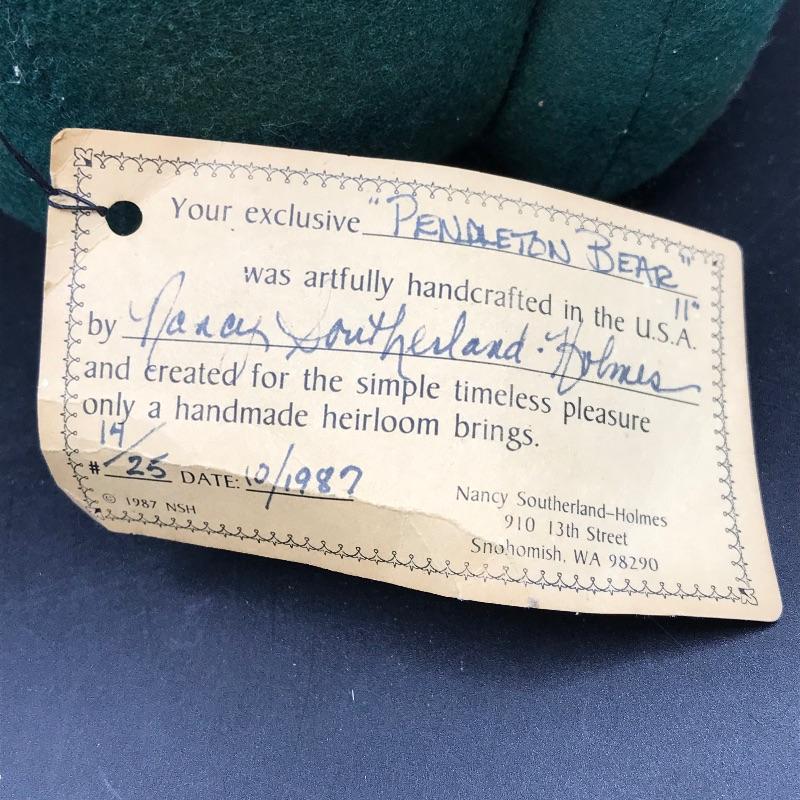 Your exclusive "PENDLETON BEAR"
11"
was artfully handcrafted in the U.S.A.
by Nancy Southerland-Holmes
and created for the simple timeless pleasure
only a handmade heirloom brings.
# 14/25 DATE: 10/1987
© 1987 NSH
Nancy Southerland-Holmes
910 13th Street
Snohomish, WA 98290